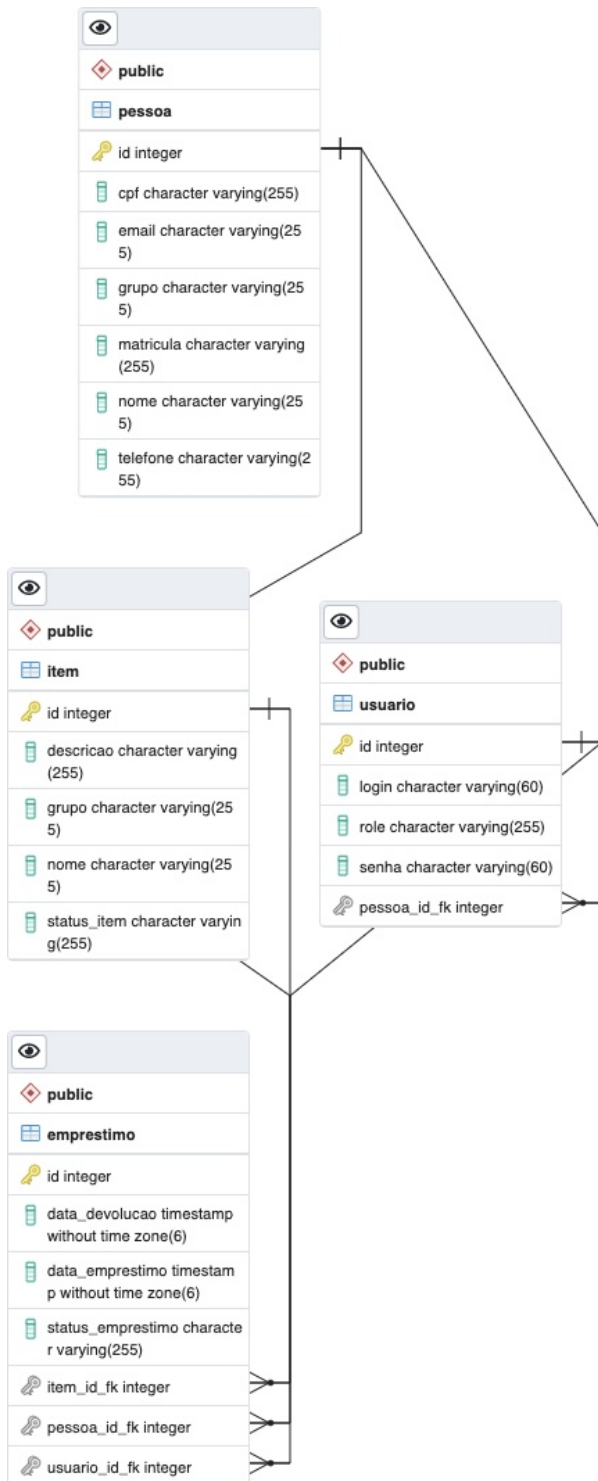 public
pessoa
id integer
cpf character varying(255)
email character varying(25
5)
grupo character varying(25
5)
matricula character varying
(255)
nome character varying(25
5)
telefone character varying(2
55)
public
item
id integer
descricao character varying
(255)
grupo character varying(25
5)
nome character varying(25
5)
status_item character varyin
g(255)
public
usuario
id integer
login character varying(60)
role character varying(255)
senha character varying(60)
pessoa_id_fk integer
public
emprestimo
id integer
data_devolucao timestamp
without time zone(6)
data_emprestimo timestam
p without time zone(6)
status_emprestimo characte
r varying(255)
item_id_fk integer
pessoa_id_fk integer
usuario_id_fk integer